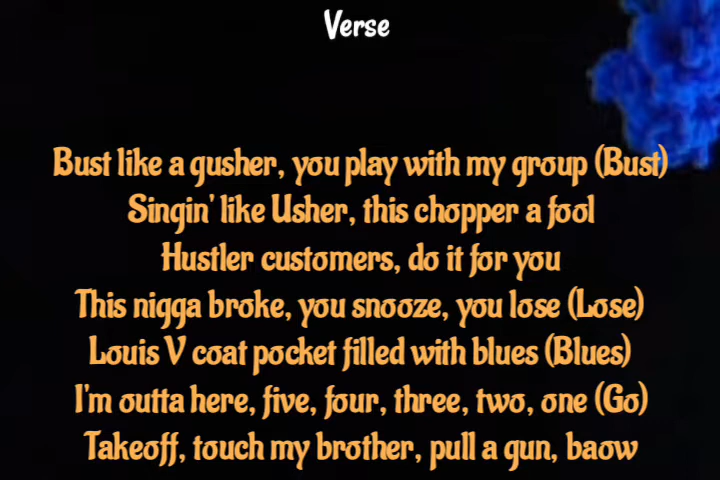 Verse
Bust like a gusher, you play with my group (Bust)
Singin' like Usher, this chopper a fool
Hustler customers, do it for you
This nigga broke, you snooze, you lose (Lose)
Louis V coat pocket filled with blues (Blues)
I'm outta here, five, four, three, two, one (Go)
Takeoff, touch my brother, pull a gun, baow